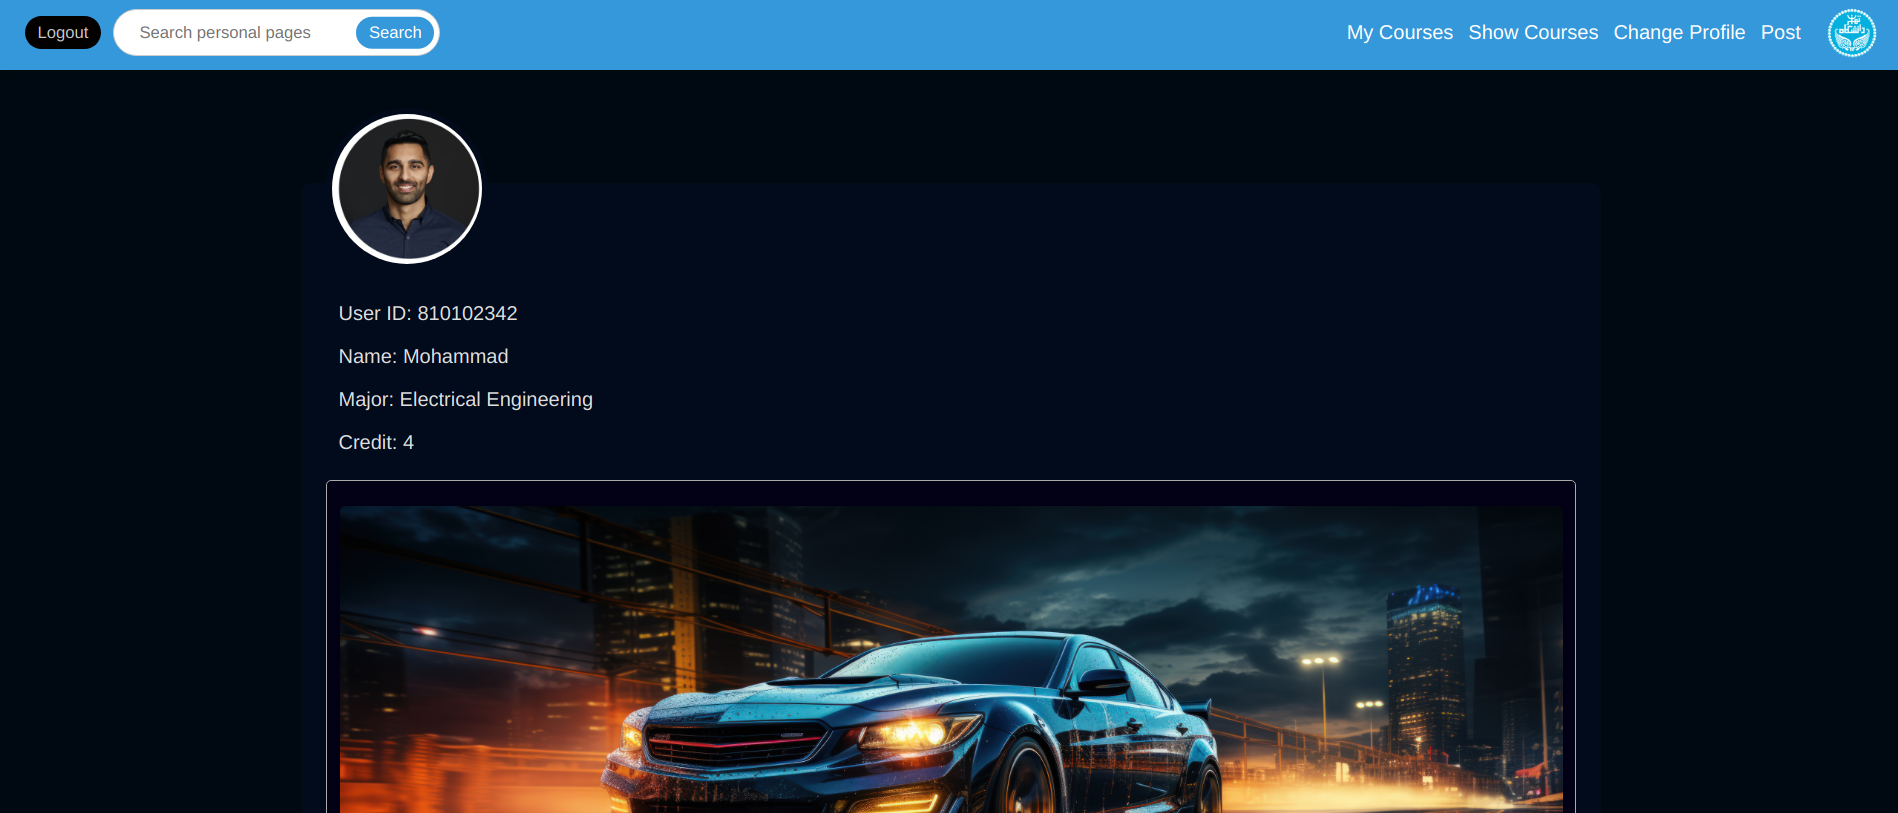 Logout
Search personal pages
Search
My Courses
Show Courses
Change Profile
Post
User ID: 810102342
Name: Mohammad
Major: Electrical Engineering
Credit: 4